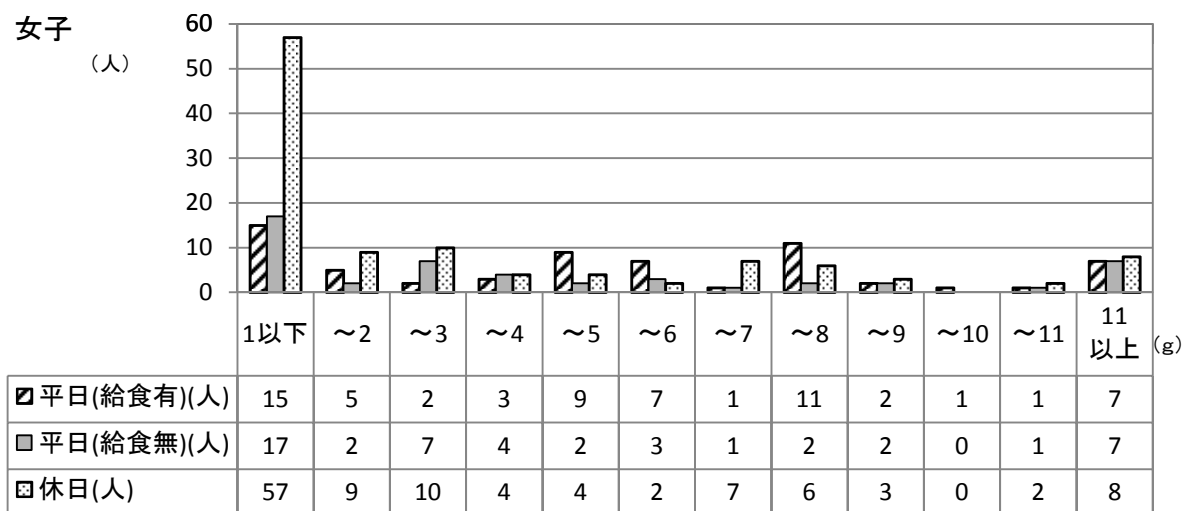 女子
（人）
60
50
40
30
20
10
0
1以下 ～2 ～3 ～4 ～5 ～6 ～7 ～8 ～9 ～10 ～11 11以上 (g)
平日(給食有)(人) 15 5 2 3 9 7 1 11 2 1 1 7
平日(給食無)(人) 17 2 7 4 2 3 1 2 2 0 1 7
休日(人) 57 9 10 4 4 2 7 6 3 0 2 8